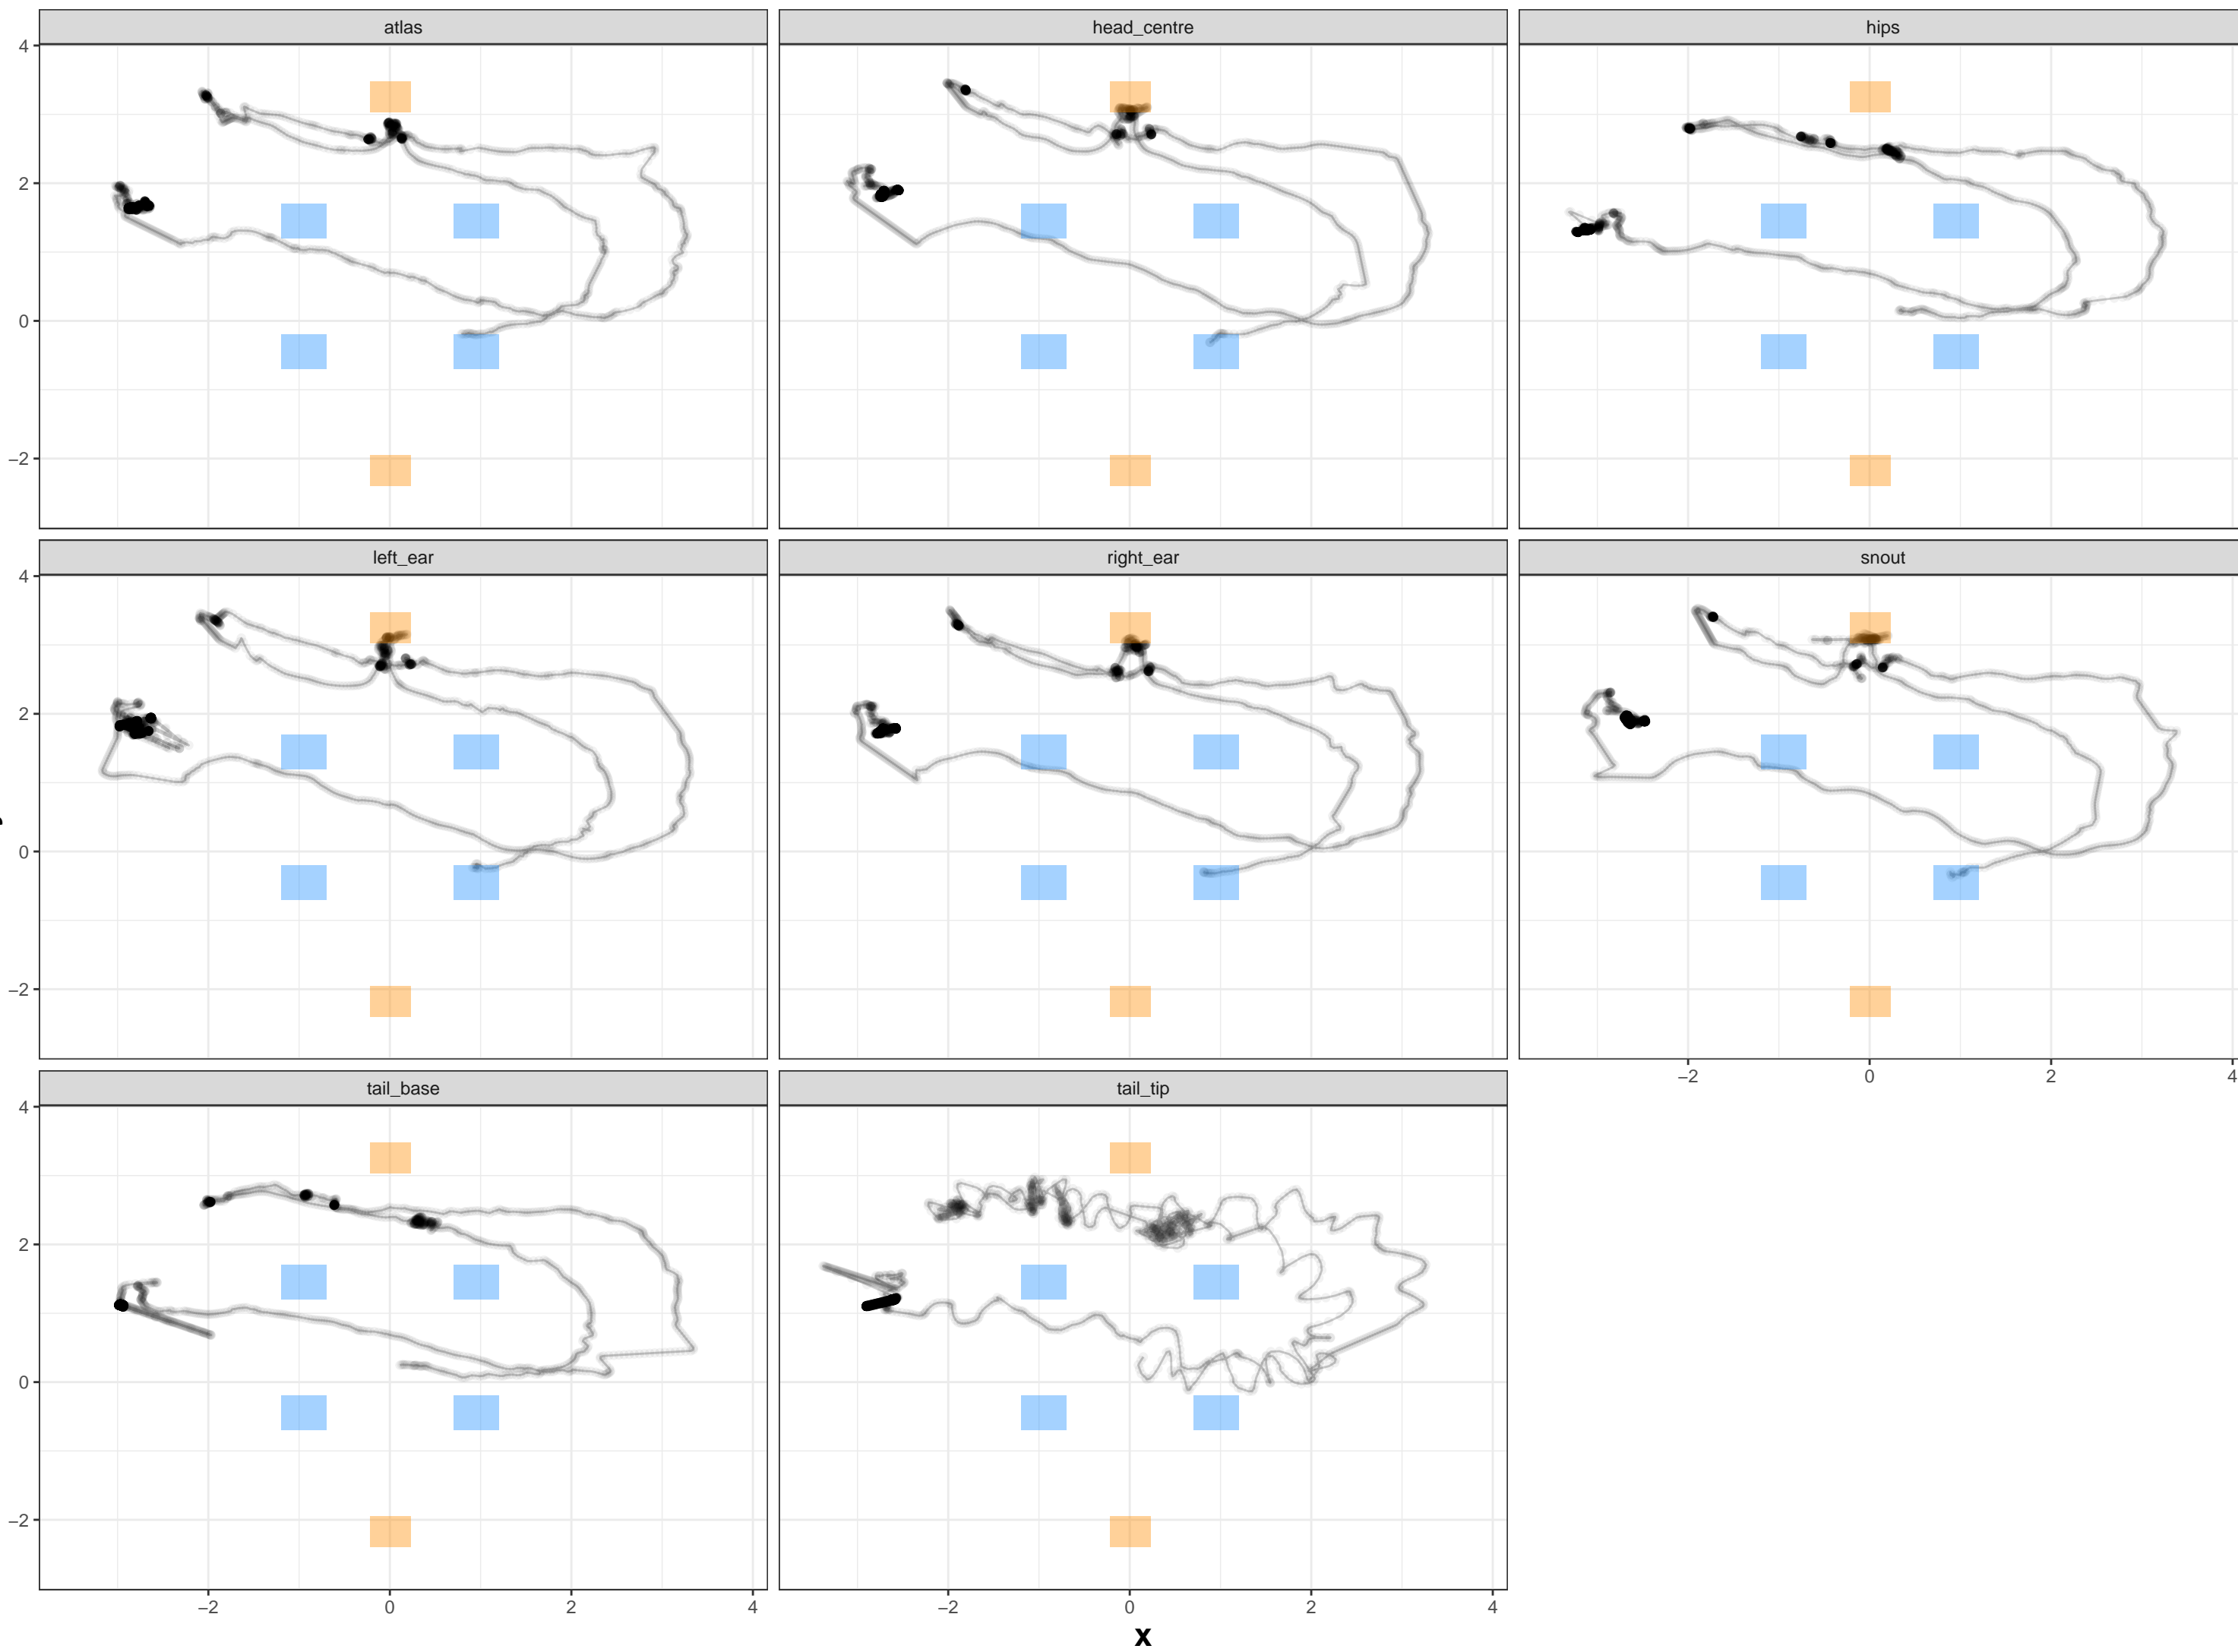 atlas head_centre hips
4
2
0
−2
left_ear right_ear snout
4
2
0
−2
−2 0 2 4
tail_base tail_tip
4
2
0
−2
−2 0 2 4 −2 0 2 4
x